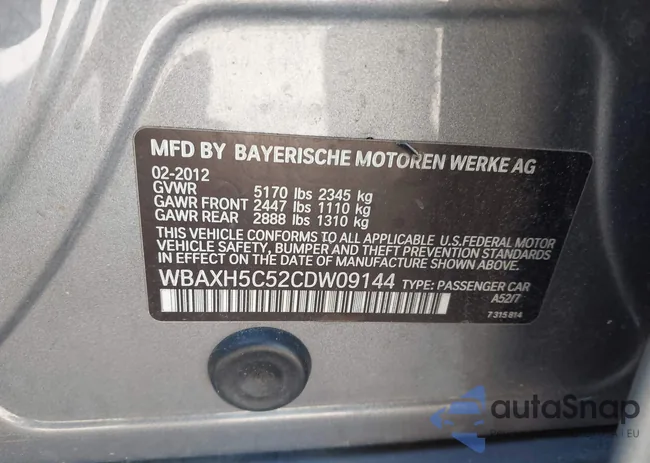 MFD BY BAYERISCHE MOTOREN WERKE AG
02-2012
GVWR 5170 lbs 2345 kg
GAWR FRONT 2447 lbs 1110 kg
GAWR REAR 2888 lbs 1310 kg
THIS VEHICLE CONFORMS TO ALL APPLICABLE U.S.FEDERAL MOTOR
VEHICLE SAFETY, BUMPER AND THEFT PREVENTION STANDARDS
IN EFFECT ON THE DATE OF MANUFACTURE SHOWN ABOVE.
WBAXH5C52CDW09144 TYPE: PASSENGER CAR
A52/7
7315814
autaSnap
EU